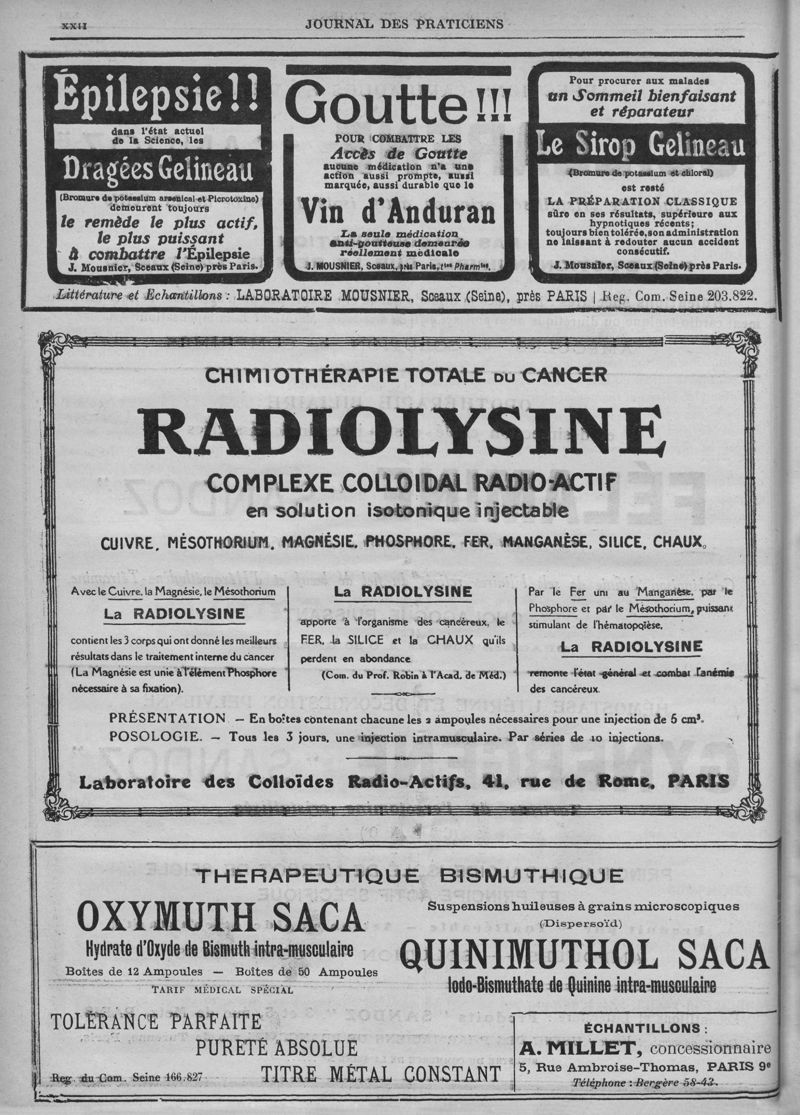 XXII
JOURNAL DES PRATICIENS
Épilepsie!!
dans l'état actuel
de la Science, les
Dragées Gelineau
(Bromure de potassium arsenical et Picrotoxine)
demeurent toujours
le remède le plus actif,
le plus puissant
à combattre l'Épilepsie
J. Mousnier, Sceaux (Seine) près Paris.
Goutte!!!
POUR COMBATTRE LES
Accès de Goutte
aucune médication n'a une
action aussi prompte, aussi
marquée, aussi durable que le
Vin d'Anduran
La seule médication
anti-goutteuse demeurée
réellement médicale
J. MOUSNIER, Sceaux, près Paris, ttes Pharmies.
Pour procurer aux malades
un Sommeil bienfaisant
et réparateur
Le Sirop Gelineau
(Bromure de potassium et chloral)
est resté
LA PRÉPARATION CLASSIQUE
sûre en ses résultats, supérieure aux
hypnotiques récents;
toujours bien tolérée, son administration
ne laissant à redouter aucun accident
consécutif.
J. Mousnier, Sceaux (Seine) près Paris.
Littérature et Echantillons : LABORATOIRE MOUSNIER, Sceaux (Seine), près PARIS | Reg. Com. Seine 203.822.
CHIMIOTHÉRAPIE TOTALE DU CANCER
RADIOLYSINE
COMPLEXE COLLOIDAL RADIO-ACTIF
en solution isotonique injectable
CUIVRE, MÉSOTHORIUM, MAGNÉSIE, PHOSPHORE, FER, MANGANÈSE, SILICE, CHAUX.
Avec le Cuivre, la Magnésie, le Mésothorium
La RADIOLYSINE
contient les 3 corps qui ont donné les meilleurs
résultats dans le traitement interne du cancer
(La Magnésie est unie à l'élément Phosphore
nécessaire à sa fixation).
La RADIOLYSINE
apporte à l'organisme des cancéreux, le
FER, la SILICE et la CHAUX qu'ils
perdent en abondance
(Com. du Prof. Robin à l'Acad. de Méd.)
Par le Fer uni au Manganèse, par le
Phosphore et par le Mésothorium, puissant
stimulant de l'hématopoïèse,
La RADIOLYSINE
remonte l'état général et combat l'anémie
des cancéreux.
PRÉSENTATION — En boîtes contenant chacune les 2 ampoules nécessaires pour une injection de 5 cm³.
POSOLOGIE. — Tous les 3 jours, une injection intramusculaire. Par séries de 10 injections.
Laboratoire des Colloïdes Radio-Actifs, 41, rue de Rome, PARIS
THERAPEUTIQUE BISMUTHIQUE
OXYMUTH SACA
Hydrate d'Oxyde de Bismuth intra-musculaire
Boîtes de 12 Ampoules — Boîtes de 50 Ampoules
TARIF MÉDICAL SPÉCIAL
Suspensions huileuses à grains microscopiques
(Dispersoïd)
QUINIMUTHOL SACA
Iodo-Bismuthate de Quinine intra-musculaire
TOLÉRANCE PARFAITE
PURETÉ ABSOLUE
TITRE MÉTAL CONSTANT
Reg. du Com. Seine 166.827
ÉCHANTILLONS :
A. MILLET, concessionnaire
5, Rue Ambroise-Thomas, PARIS 9e
Téléphone : Bergère 58-43.